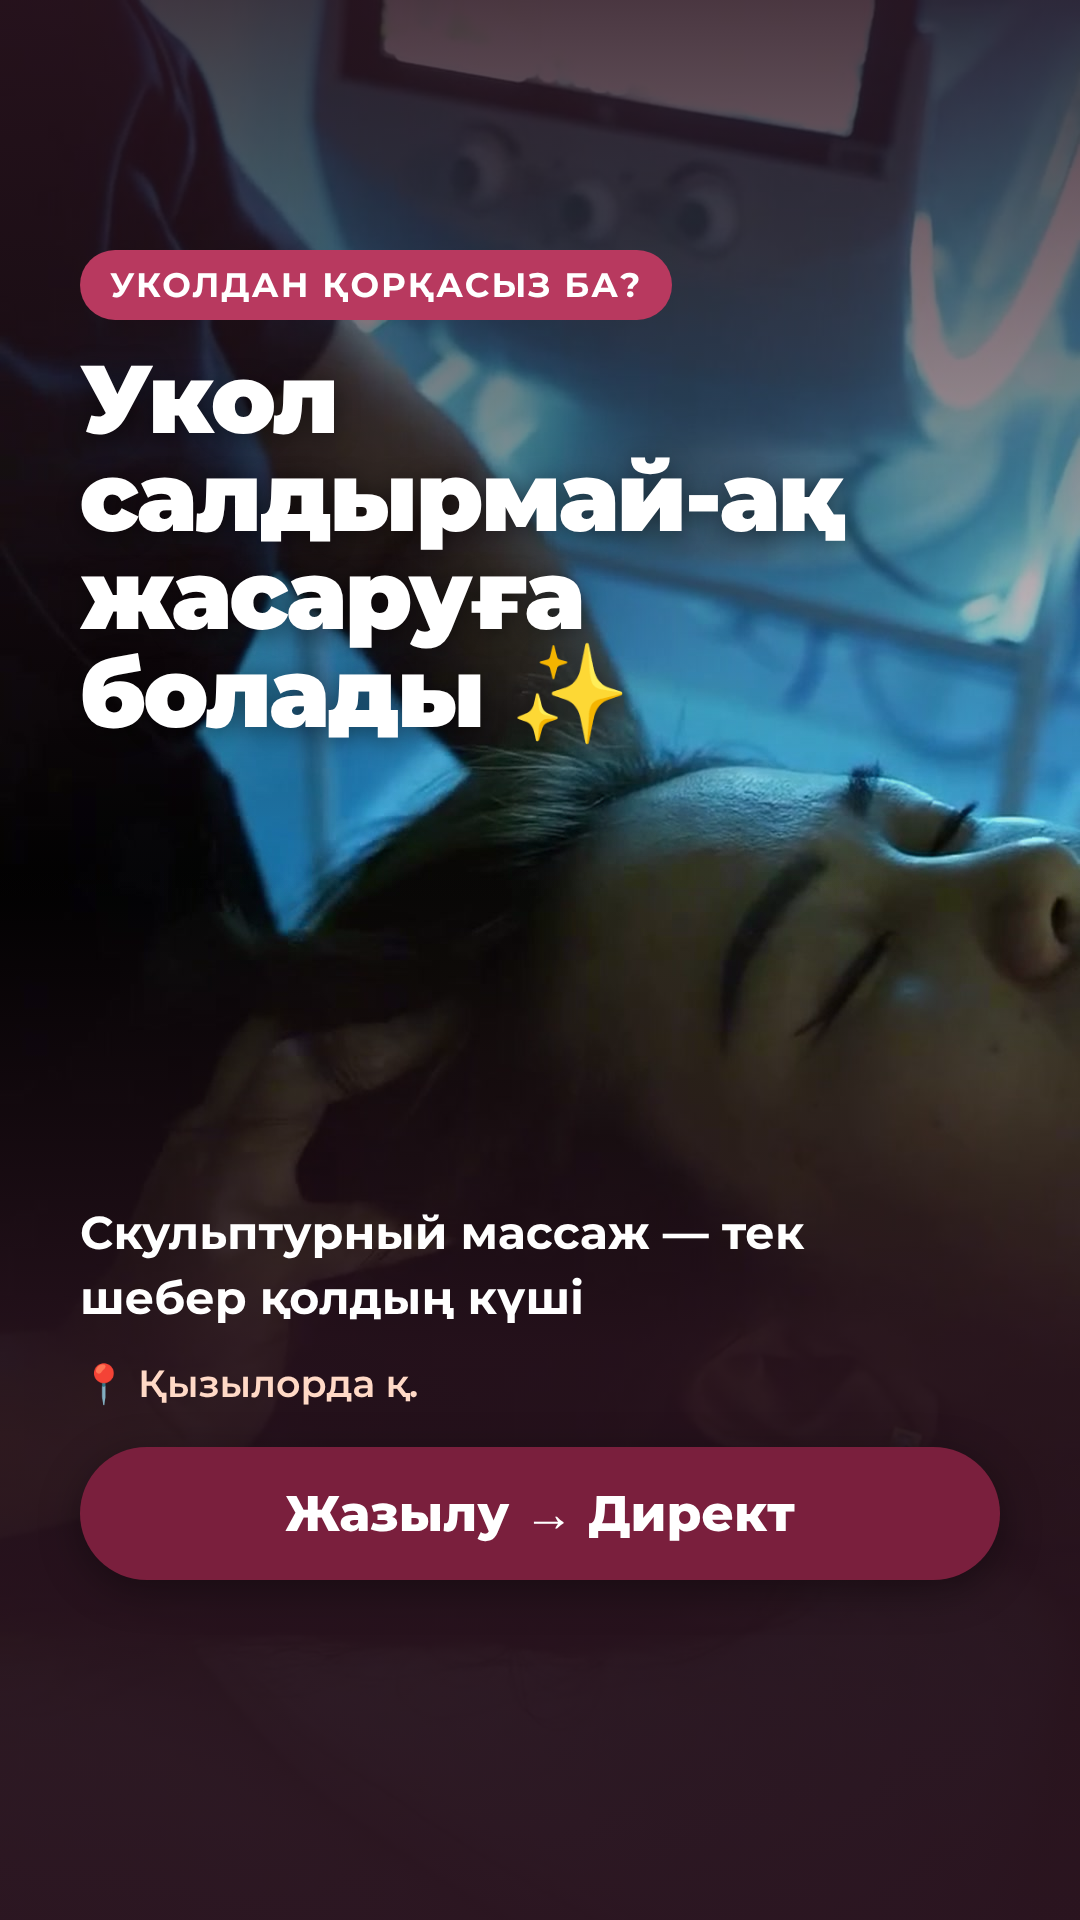 УКОЛДАН ҚОРҚАСЫЗ БА?
Укол
салдырмай-ақ
жасаруға
болады ✨
Скульптурный массаж — тек
шебер қолдың күші
📍 Қызылорда қ.
Жазылу → Директ